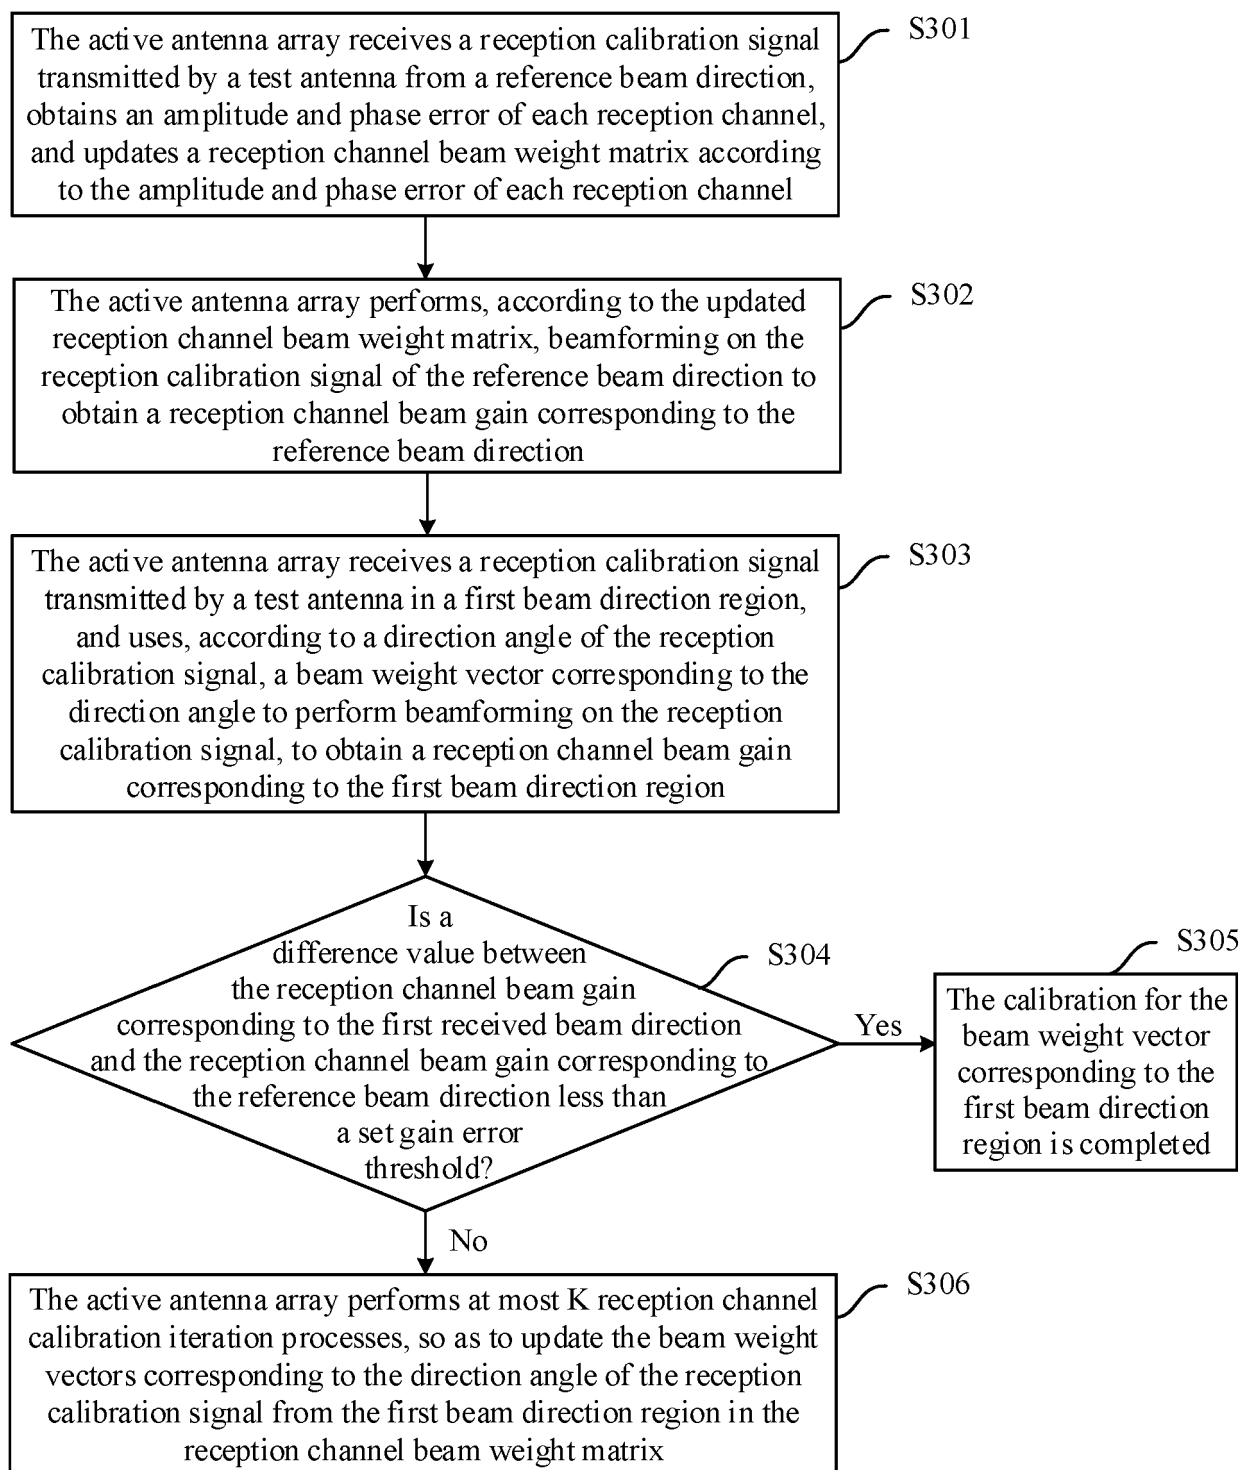 The active antenna array receives a reception calibration signal
transmitted by a test antenna from a reference beam direction,
obtains an amplitude and phase error of each reception channel,
and updates a reception channel beam weight matrix according
to the amplitude and phase error of each reception channel
S301
The active antenna array performs, according to the updated
reception channel beam weight matrix, beamforming on the
reception calibration signal of the reference beam direction to
obtain a reception channel beam gain corresponding to the
reference beam direction
S302
The active antenna array receives a reception calibration signal
transmitted by a test antenna in a first beam direction region,
and uses, according to a direction angle of the reception
calibration signal, a beam weight vector corresponding to the
direction angle to perform beamforming on the reception
calibration signal, to obtain a reception channel beam gain
corresponding to the first beam direction region
S303
Is a
difference value between
the reception channel beam gain
corresponding to the first received beam direction
and the reception channel beam gain corresponding to
the reference beam direction less than
a set gain error
threshold?
S304
Yes
S305
The calibration for the
beam weight vector
corresponding to the
first beam direction
region is completed
No
The active antenna array performs at most K reception channel
calibration iteration processes, so as to update the beam weight
vectors corresponding to the direction angle of the reception
calibration signal from the first beam direction region in the
reception channel beam weight matrix
S306